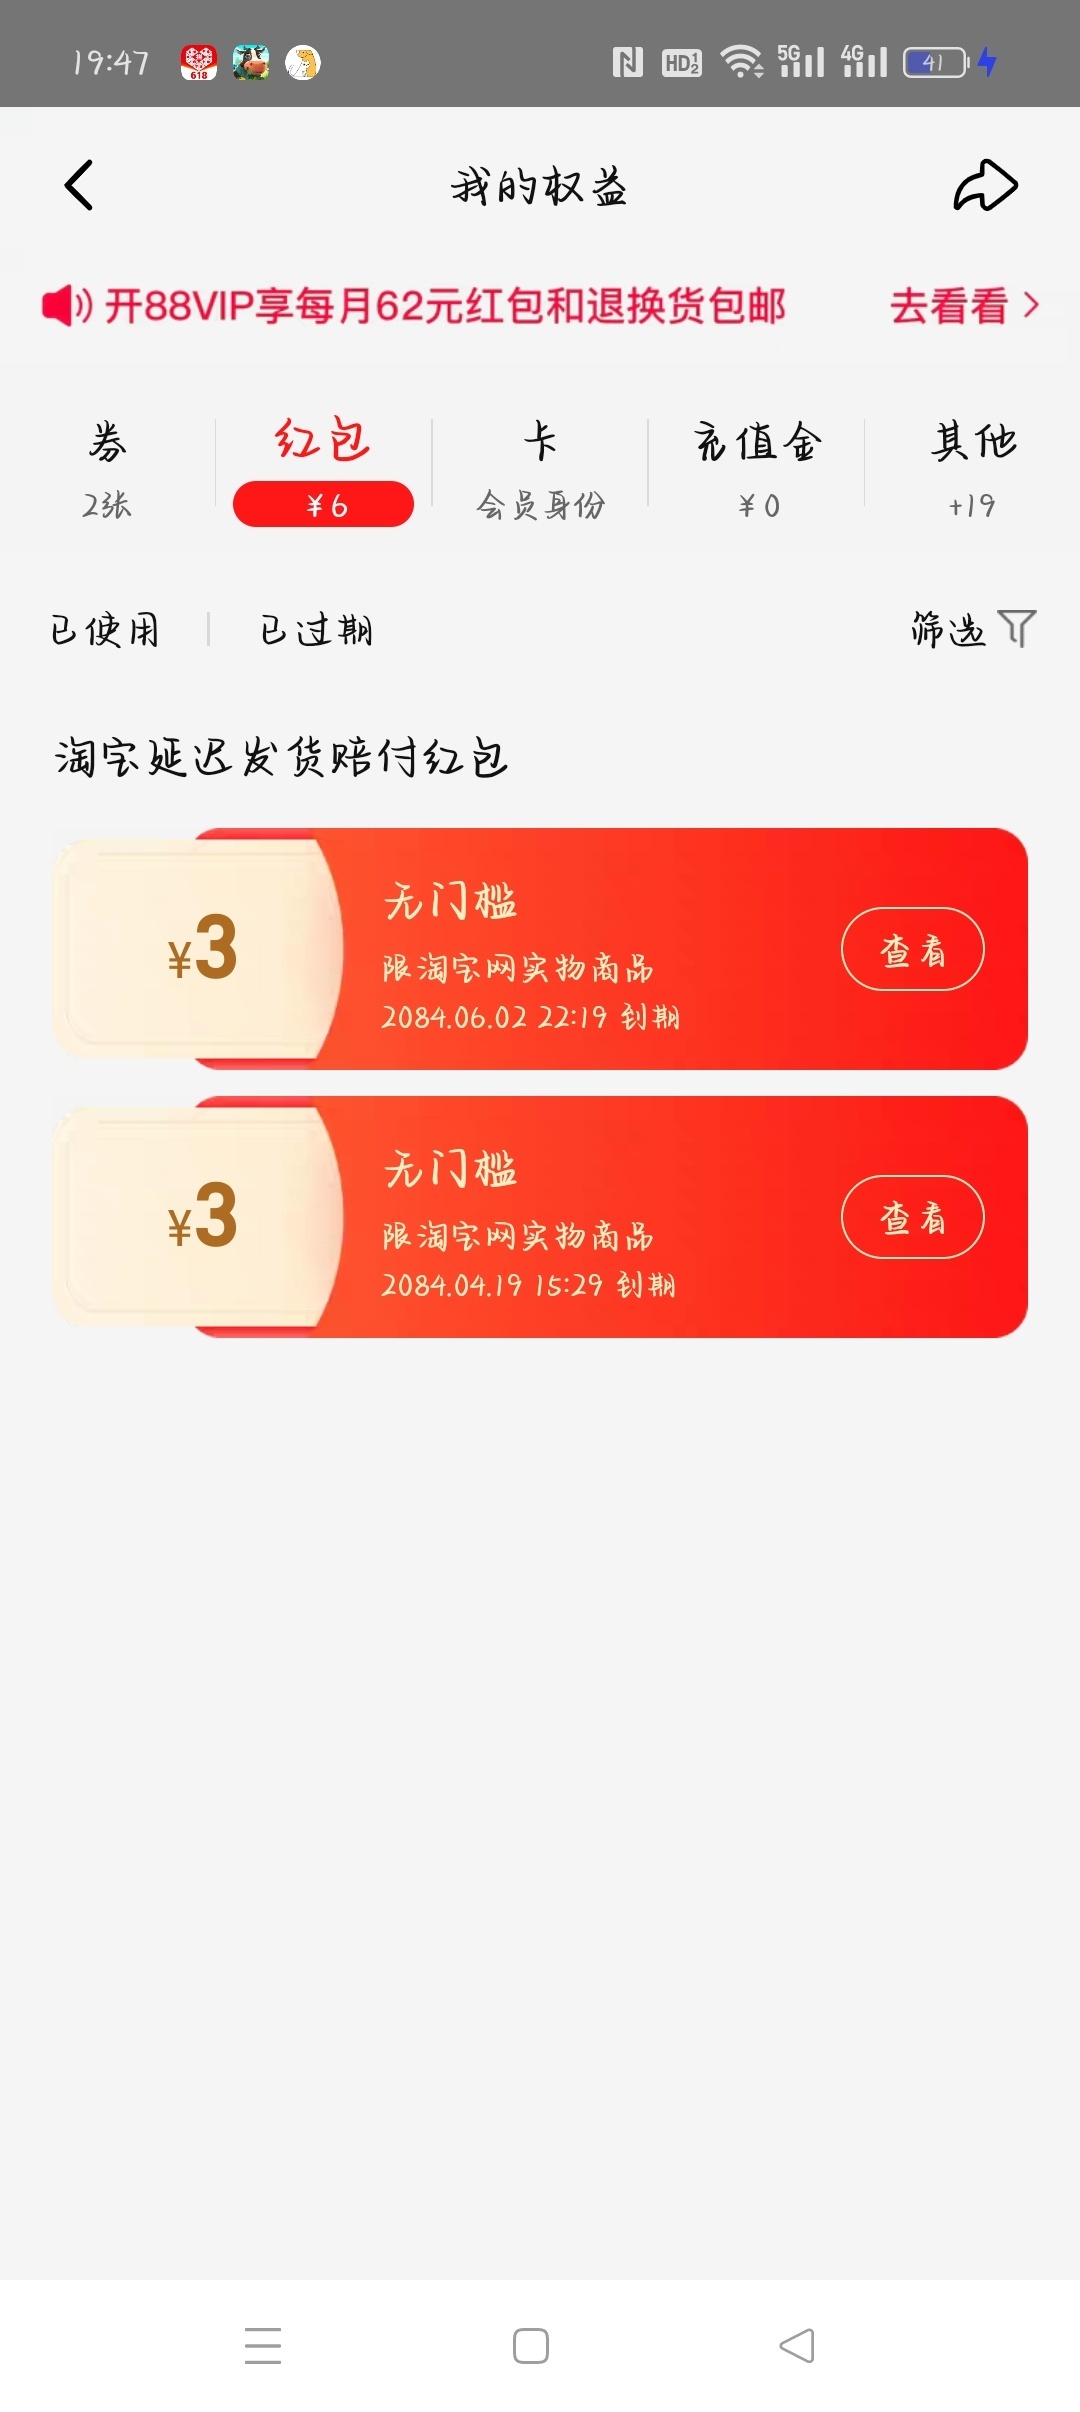 19:47
618
HD 1 2
5G
4G
41
我的权益
开88VIP享每月62元红包和退换货包邮
去看看
券
红包
卡
充值金
其他
2张
¥6
会员身份
¥0
+19
已使用
已过期
筛选
淘宝延迟发货赔付红包
¥3
无门槛
限淘宝网实物商品
2084.06.02 22:19 到期
查看
¥3
无门槛
限淘宝网实物商品
2084.04.19 15:29 到期
查看